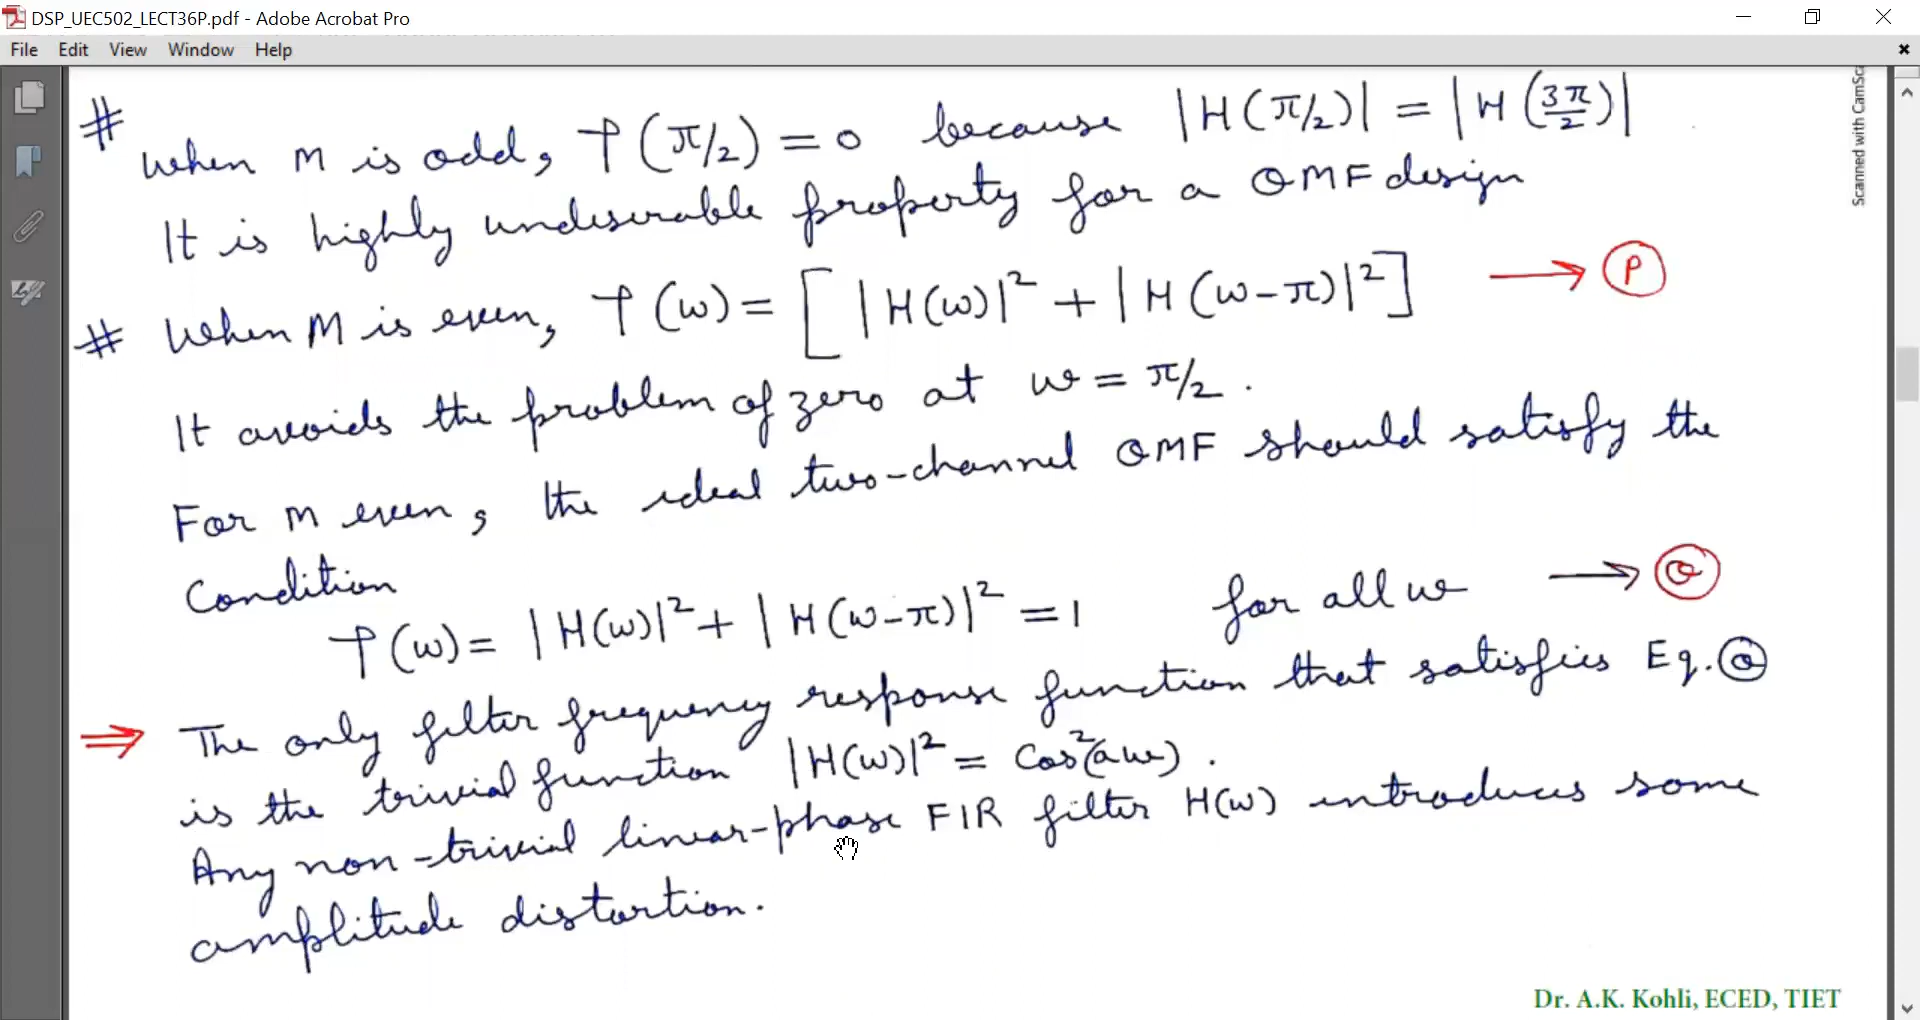 DSP_UEC502_LECT36P.pdf - Adobe Acrobat Pro
File Edit View Window Help
# When M is odd, T(π/2) = 0 because |H(π/2)| = |H(3π/2)|
It is highly undesirable property for a QMF design
# When M is even, T(w) = [|H(w)|² + |H(w-π)|²] → P
It avoids the problem of zero at w = π/2.
For M even, the ideal two-channel QMF should satisfy the
Condition
T(w) = |H(w)|² + |H(w-π)|² = 1 for all w → Q
⇒ The only filter frequency response function that satisfies Eq. Q
is the trivial function |H(w)|² = Cos²(aw).
Any non-trivial linear-phase FIR filter H(w) introduces some
amplitude distortion.
Scanned with CamSc
Dr. A.K. Kohli, ECED, TIET